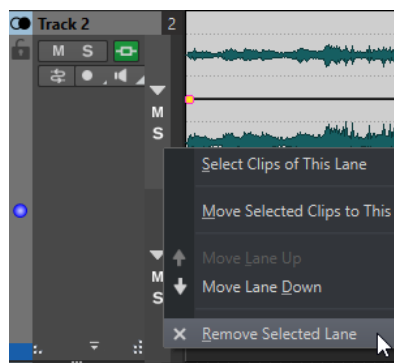 Track 2
2
M S
M
S
Select Clips of This Lane
Move Selected Clips to This
Move Lane Up
M
Move Lane Down
S
Remove Selected Lane